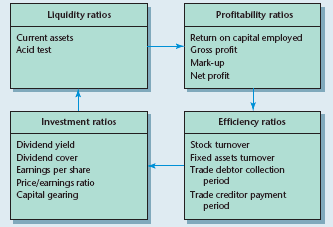 Liquidity ratios
Current assets
Acid test
Profitability ratios
Return on capital employed
Gross profit
Mark-up
Net profit
Investment ratios
Dividend yield
Dividend cover
Earnings per share
Price/earnings ratio
Capital gearing
Efficiency ratios
Stock turnover
Fixed assets turnover
Trade debtor collection
period
Trade creditor payment
period